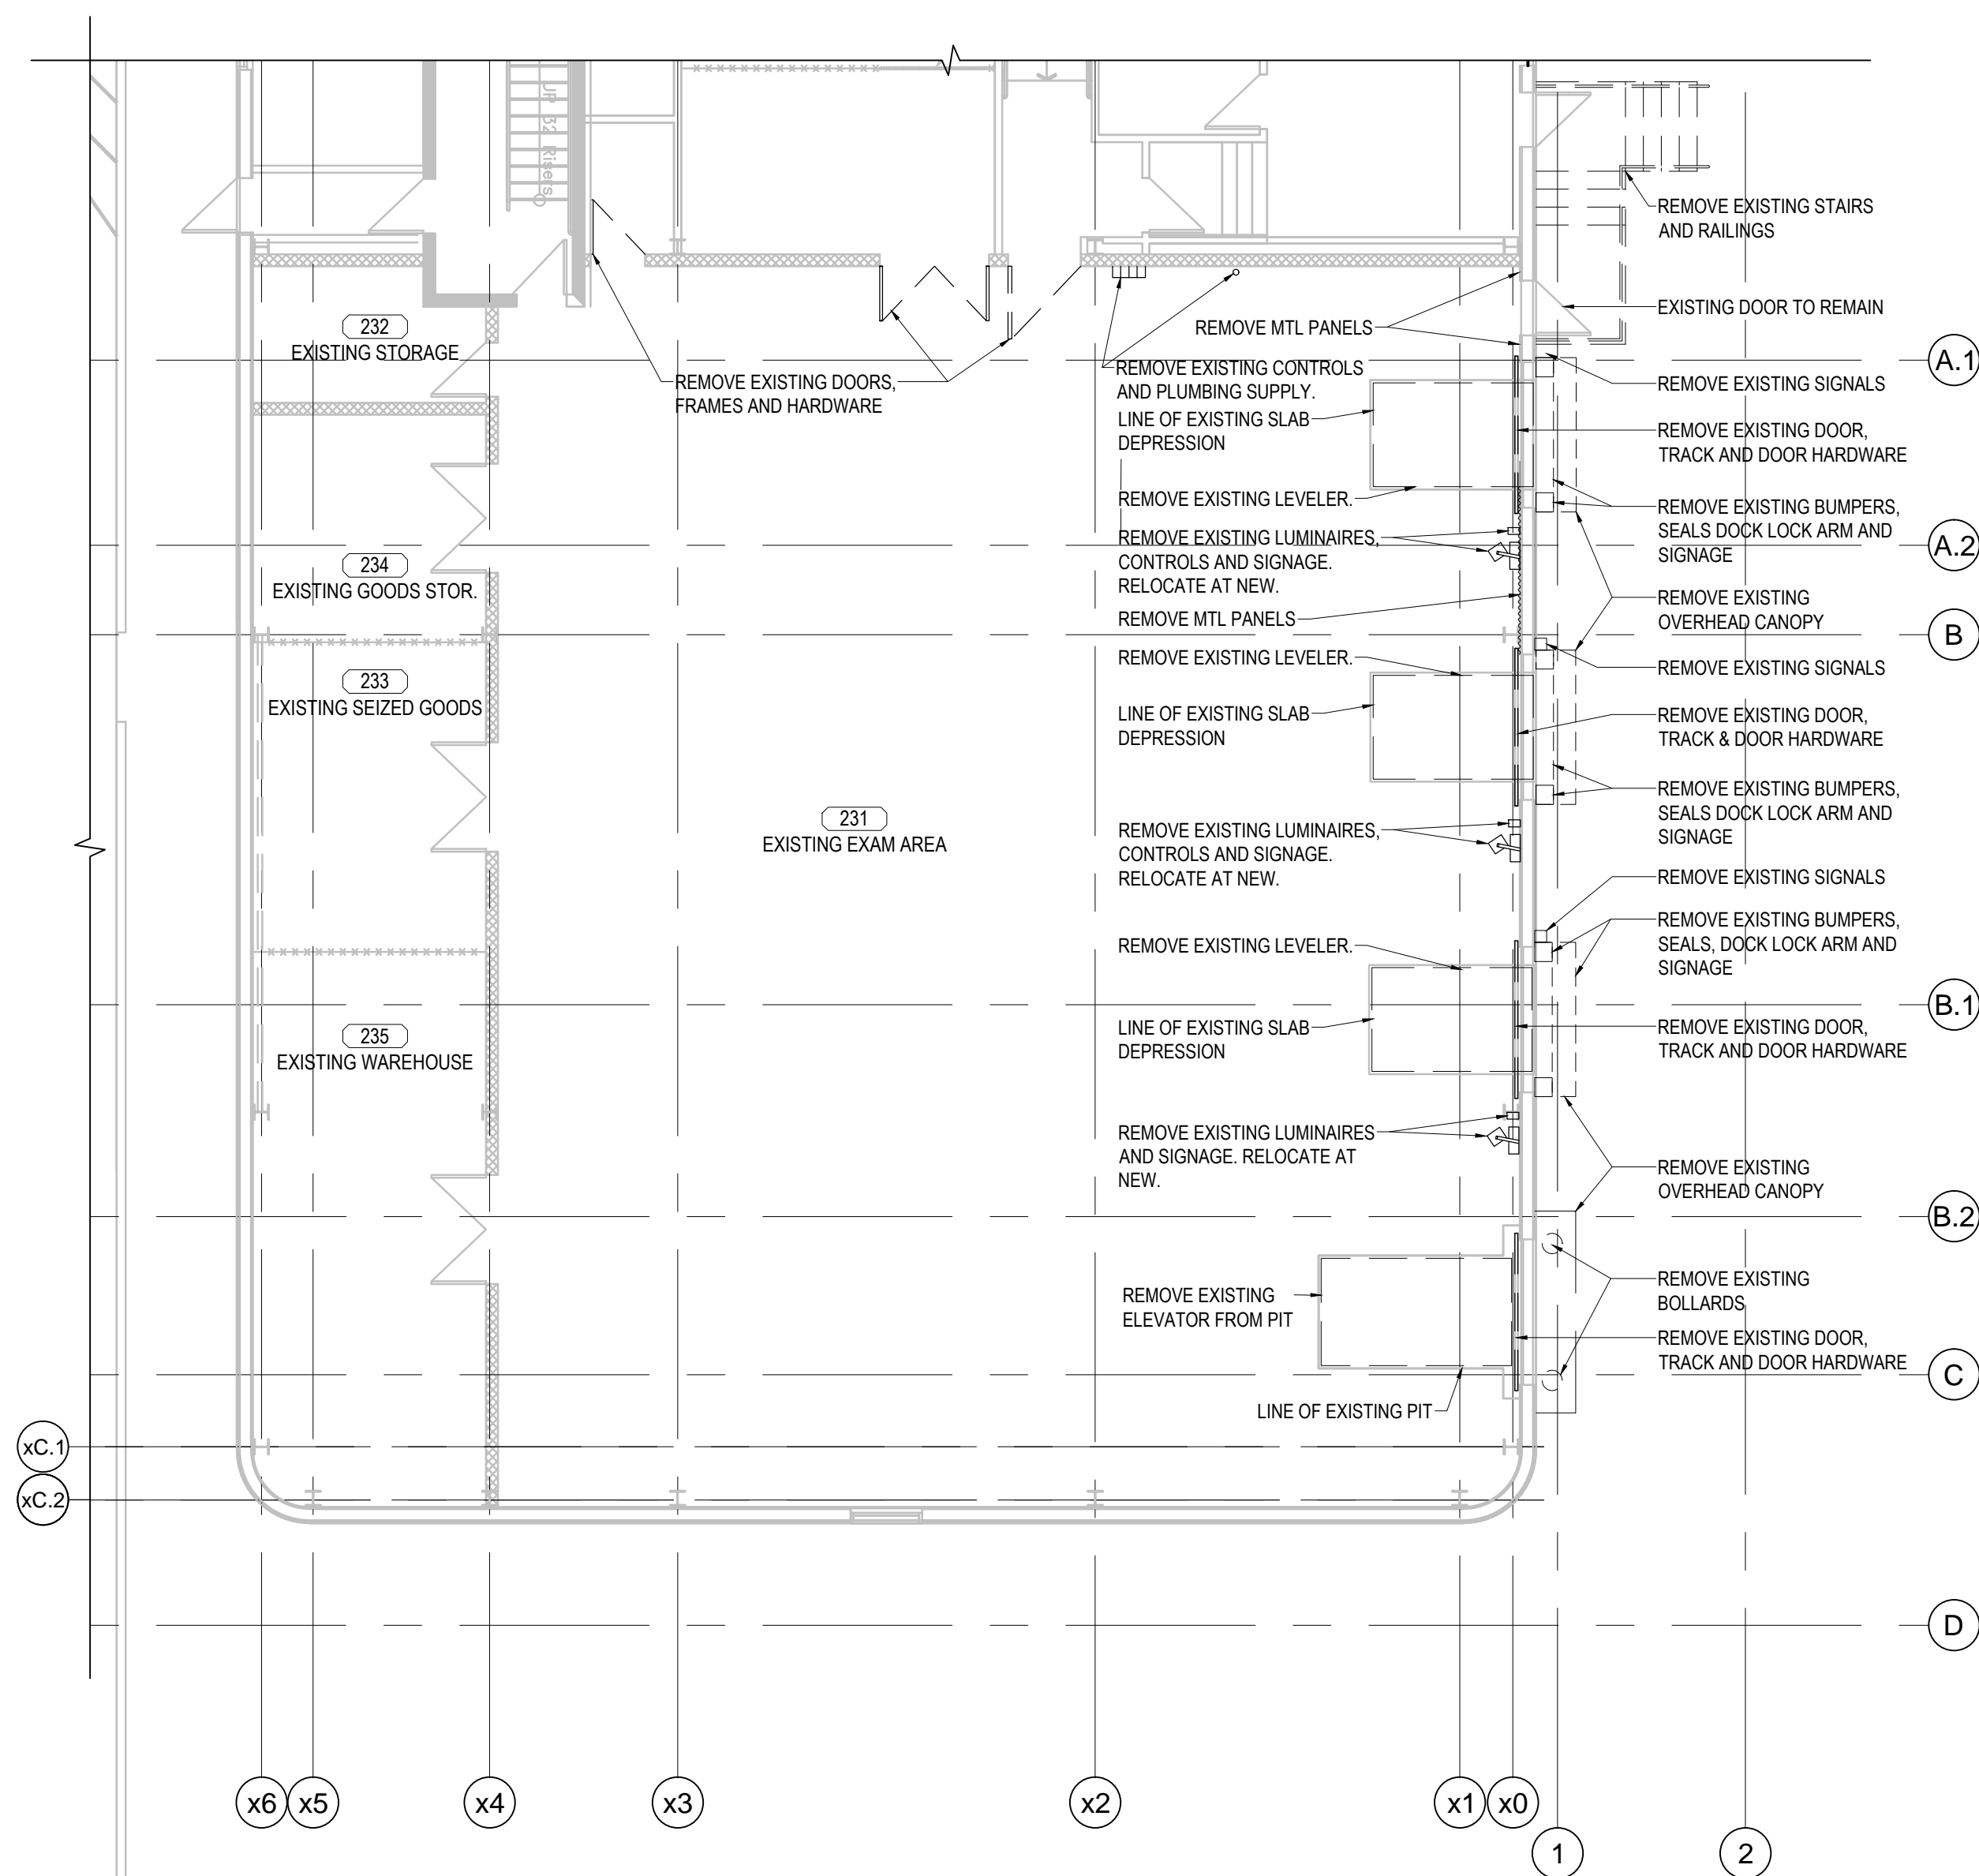 UP 32 Risers
REMOVE EXISTING STAIRS
AND RAILINGS
EXISTING DOOR TO REMAIN
REMOVE MTL PANELS
232
EXISTING STORAGE
A.1
REMOVE EXISTING DOORS,
FRAMES AND HARDWARE
REMOVE EXISTING CONTROLS
AND PLUMBING SUPPLY.
REMOVE EXISTING SIGNALS
LINE OF EXISTING SLAB
DEPRESSION
REMOVE EXISTING DOOR,
TRACK AND DOOR HARDWARE
REMOVE EXISTING LEVELER.
REMOVE EXISTING BUMPERS,
SEALS DOCK LOCK ARM AND
SIGNAGE
REMOVE EXISTING LUMINAIRES,
CONTROLS AND SIGNAGE.
RELOCATE AT NEW.
A.2
234
EXISTING GOODS STOR.
REMOVE EXISTING
OVERHEAD CANOPY
REMOVE MTL PANELS
B
REMOVE EXISTING LEVELER.
REMOVE EXISTING SIGNALS
233
EXISTING SEIZED GOODS
LINE OF EXISTING SLAB
DEPRESSION
REMOVE EXISTING DOOR,
TRACK & DOOR HARDWARE
REMOVE EXISTING BUMPERS,
SEALS DOCK LOCK ARM AND
SIGNAGE
231
EXISTING EXAM AREA
REMOVE EXISTING LUMINAIRES,
CONTROLS AND SIGNAGE.
RELOCATE AT NEW.
REMOVE EXISTING SIGNALS
REMOVE EXISTING BUMPERS,
SEALS, DOCK LOCK ARM AND
SIGNAGE
REMOVE EXISTING LEVELER.
B.1
235
EXISTING WAREHOUSE
LINE OF EXISTING SLAB
DEPRESSION
REMOVE EXISTING DOOR,
TRACK AND DOOR HARDWARE
REMOVE EXISTING LUMINAIRES
AND SIGNAGE. RELOCATE AT
NEW.
REMOVE EXISTING
OVERHEAD CANOPY
B.2
REMOVE EXISTING
ELEVATOR FROM PIT
REMOVE EXISTING
BOLLARDS
REMOVE EXISTING DOOR,
TRACK AND DOOR HARDWARE
C
LINE OF EXISTING PIT
xC.1
xC.2
D
x6
x5
x4
x3
x2
x1
x0
1
2